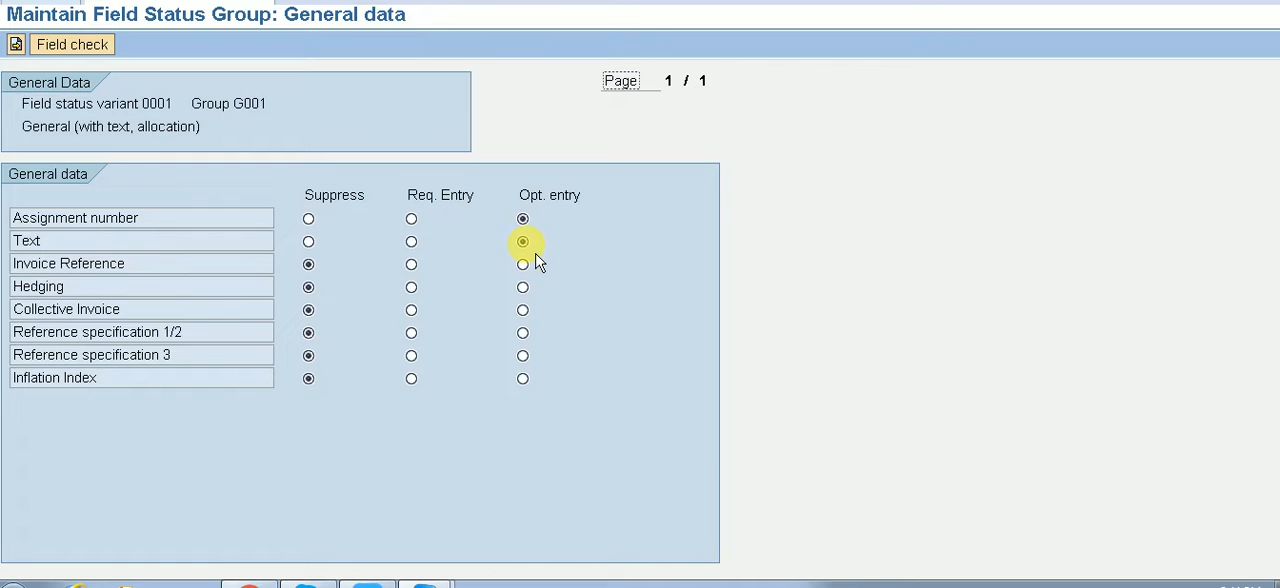 Maintain Field Status Group: General data
Field check
General Data
Page 1 / 1
Field status variant 0001 Group G001
General (with text, allocation)
General data
Suppress Req. Entry Opt. entry
Assignment number
Text
Invoice Reference
Hedging
Collective Invoice
Reference specification 1/2
Reference specification 3
Inflation Index